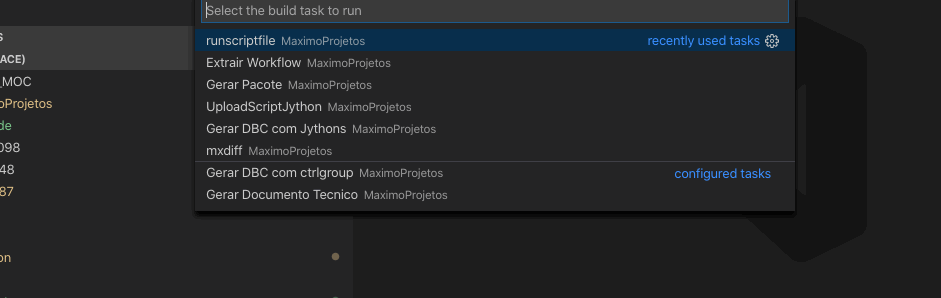 Select the build task to run
S
runscriptfile MaximoProjetos recently used tasks
ACE)
Extrair Workflow MaximoProjetos
_MOC
Gerar Pacote MaximoProjetos
oProjetos
UploadScriptJython MaximoProjetos
de
Gerar DBC com Jythons MaximoProjetos
098
mxdiff MaximoProjetos
48
Gerar DBC com ctrlgroup MaximoProjetos configured tasks
87
Gerar Documento Tecnico MaximoProjetos
on